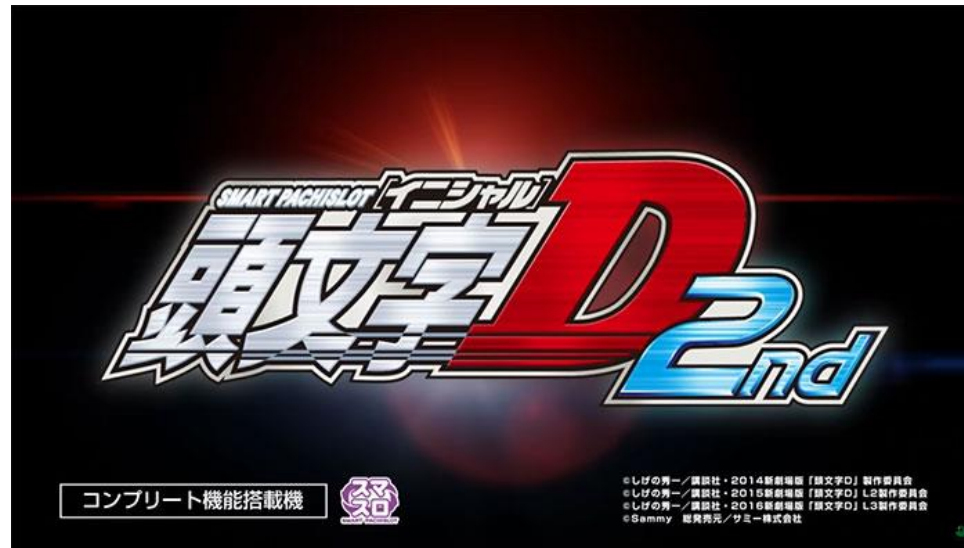 SMART PACHISLOT [イニシャル]
頭文字D
2nd
コンプリート機能搭載機
スマスロ
SMART PACHISLOT
©しげの秀一／講談社・2014新劇場版「頭文字D」製作委員会
©しげの秀一／講談社・2015新劇場版「頭文字D」L2製作委員会
©しげの秀一／講談社・2016新劇場版「頭文字D」L3製作委員会
©Sammy 総発売元／サミー株式会社